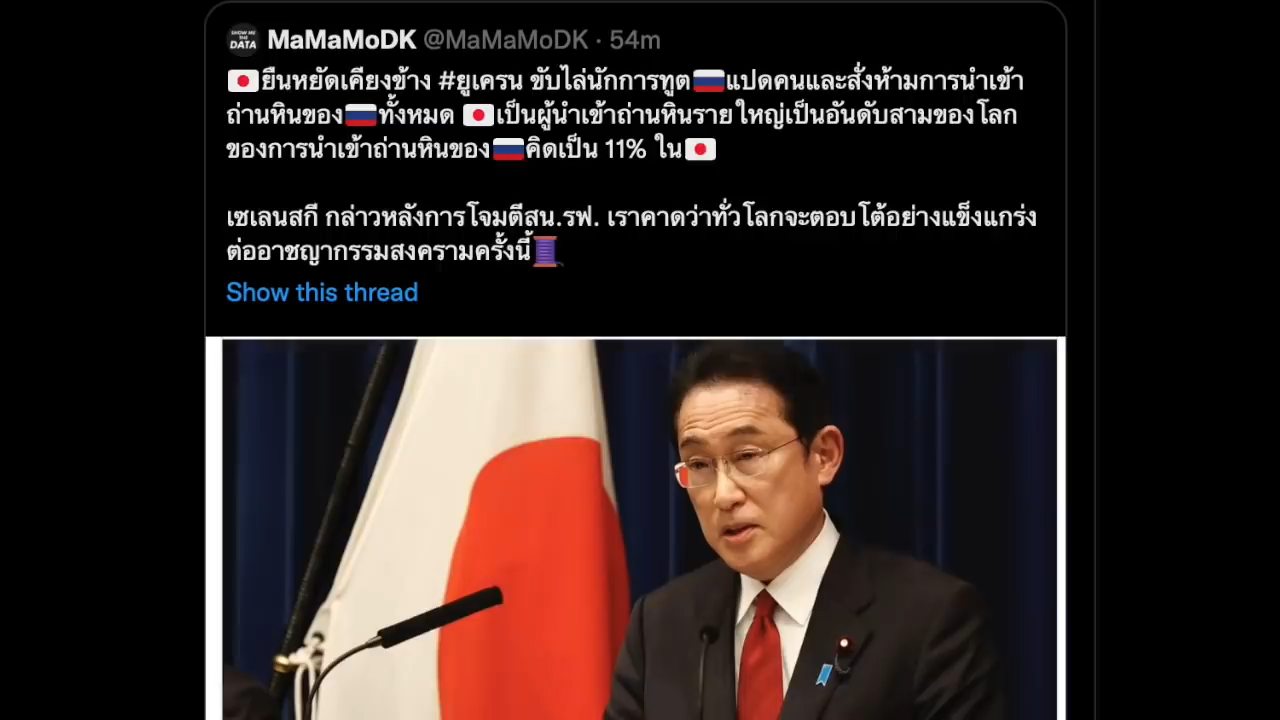 SHOW ME THE DATA
MaMaMoDK @MaMaMoDK · 54m
🇯🇵ยืนหยัดเคียงข้าง #ยูเครน ขับไล่นักการทูต🇷🇺แปดคนและสั่งห้ามการนำเข้า
ถ่านหินของ🇷🇺ทั้งหมด 🇯🇵เป็นผู้นำเข้าถ่านหินรายใหญ่เป็นอันดับสามของโลก
ของการนำเข้าถ่านหินของ🇷🇺คิดเป็น 11% ใน🇯🇵
เซเลนสกี กล่าวหลังการโจมตีสน.รฟ. เราคาดว่าทั่วโลกจะตอบโต้อย่างแข็งแกร่ง
ต่ออาชญากรรมสงครามครั้งนี้🧵
Show this thread